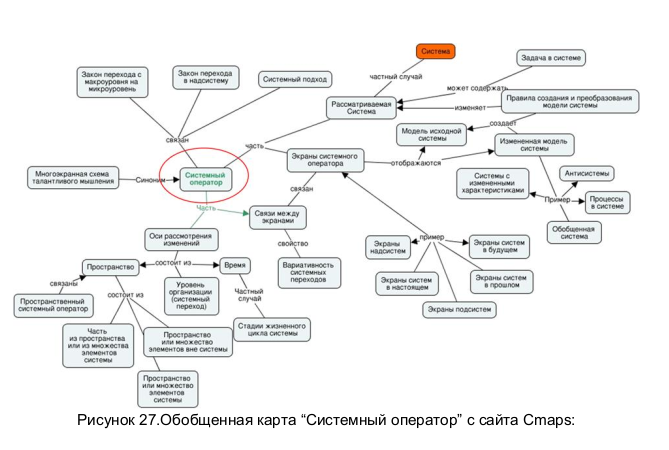 Система
Закон перехода с
макроуровня на
микроуровень
Закон перехода
в надсистему
Системный подход
частный случай
Задача в системе
может содержать
Рассматриваемая
Система
изменяет
Правила создания и преобразования
модели системы
связан
создает
Модель исходной
системы
часть
Измененная модель
системы
Экраны системного
оператора
отображаются
Многоэкранная схема
талантливого мышления
Синоним
Системный
оператор
связан
Системы с
измененными
характеристиками
Антисистемы
Пример
Процессы
в системе
Часть
Связи между
экранами
Обобщенная
система
Оси рассмотрения
изменений
свойство
пример
Экраны
надсистем
Экраны систем
в будущем
Пространство
состоит из
Время
Вариативность
системных
переходов
Экраны систем
в настоящем
Экраны систем
в прошлом
связаны
Уровень
организации
(системный
переход)
Частный
случай
Пространственный
системный оператор
состоит из
Экраны подсистем
Часть
из пространства
или из множества
элементов
системы
Пространство
или множество
элементов вне системы
Стадии жизненного
цикла системы
Пространство
или множество
элементов
системы
Рисунок 27.Обобщенная карта “Системный оператор” с сайта Cmaps: